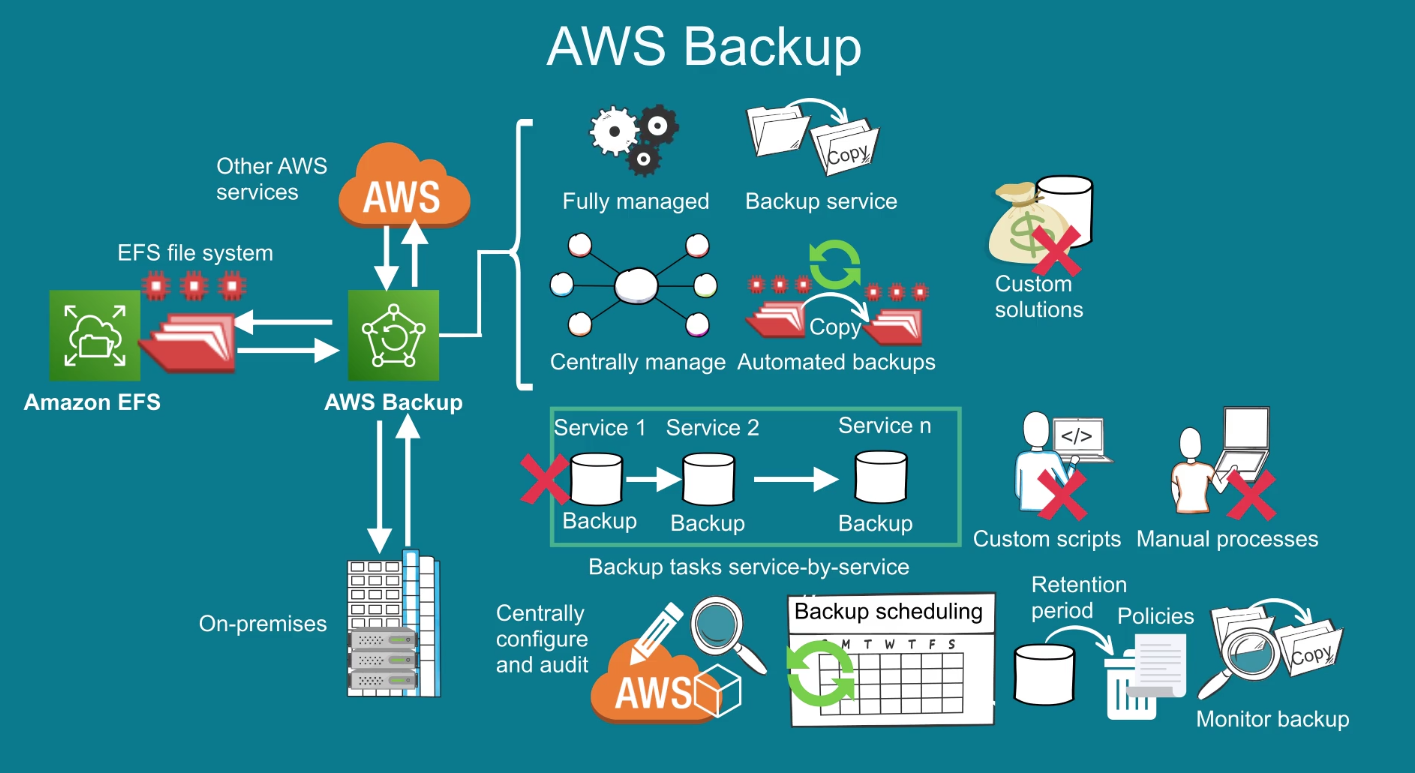 AWS Backup
Other AWS
services
AWS
EFS file system
Amazon EFS
AWS Backup
On-premises
Fully managed
Copy
Backup service
Centrally manage
Copy
Automated backups
Custom
solutions
Service 1
Service 2
Service n
Backup
Backup
Backup
Backup tasks service-by-service
</>
Custom scripts
Manual processes
Centrally
configure
and audit
AWS
Backup scheduling
M T W T F S
Retention
period
Policies
Copy
Monitor backup